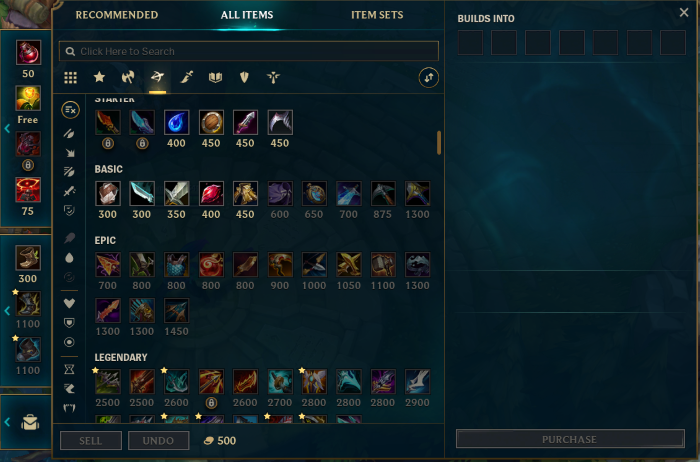 RECOMMENDED ALL ITEMS ITEM SETS
BUILDS INTO
Click Here to Search
50
Free
75
300
1100
1100
STARTER
400 450 450 450
BASIC
300 300 350 400 450 600 650 700 875 1300
EPIC
700 800 800 800 800 900 1000 1050 1100 1300
1300 1300 1450
LEGENDARY
2500 2500 2600 2600 2700 2800 2800 2800 2900
SELL UNDO 500
PURCHASE